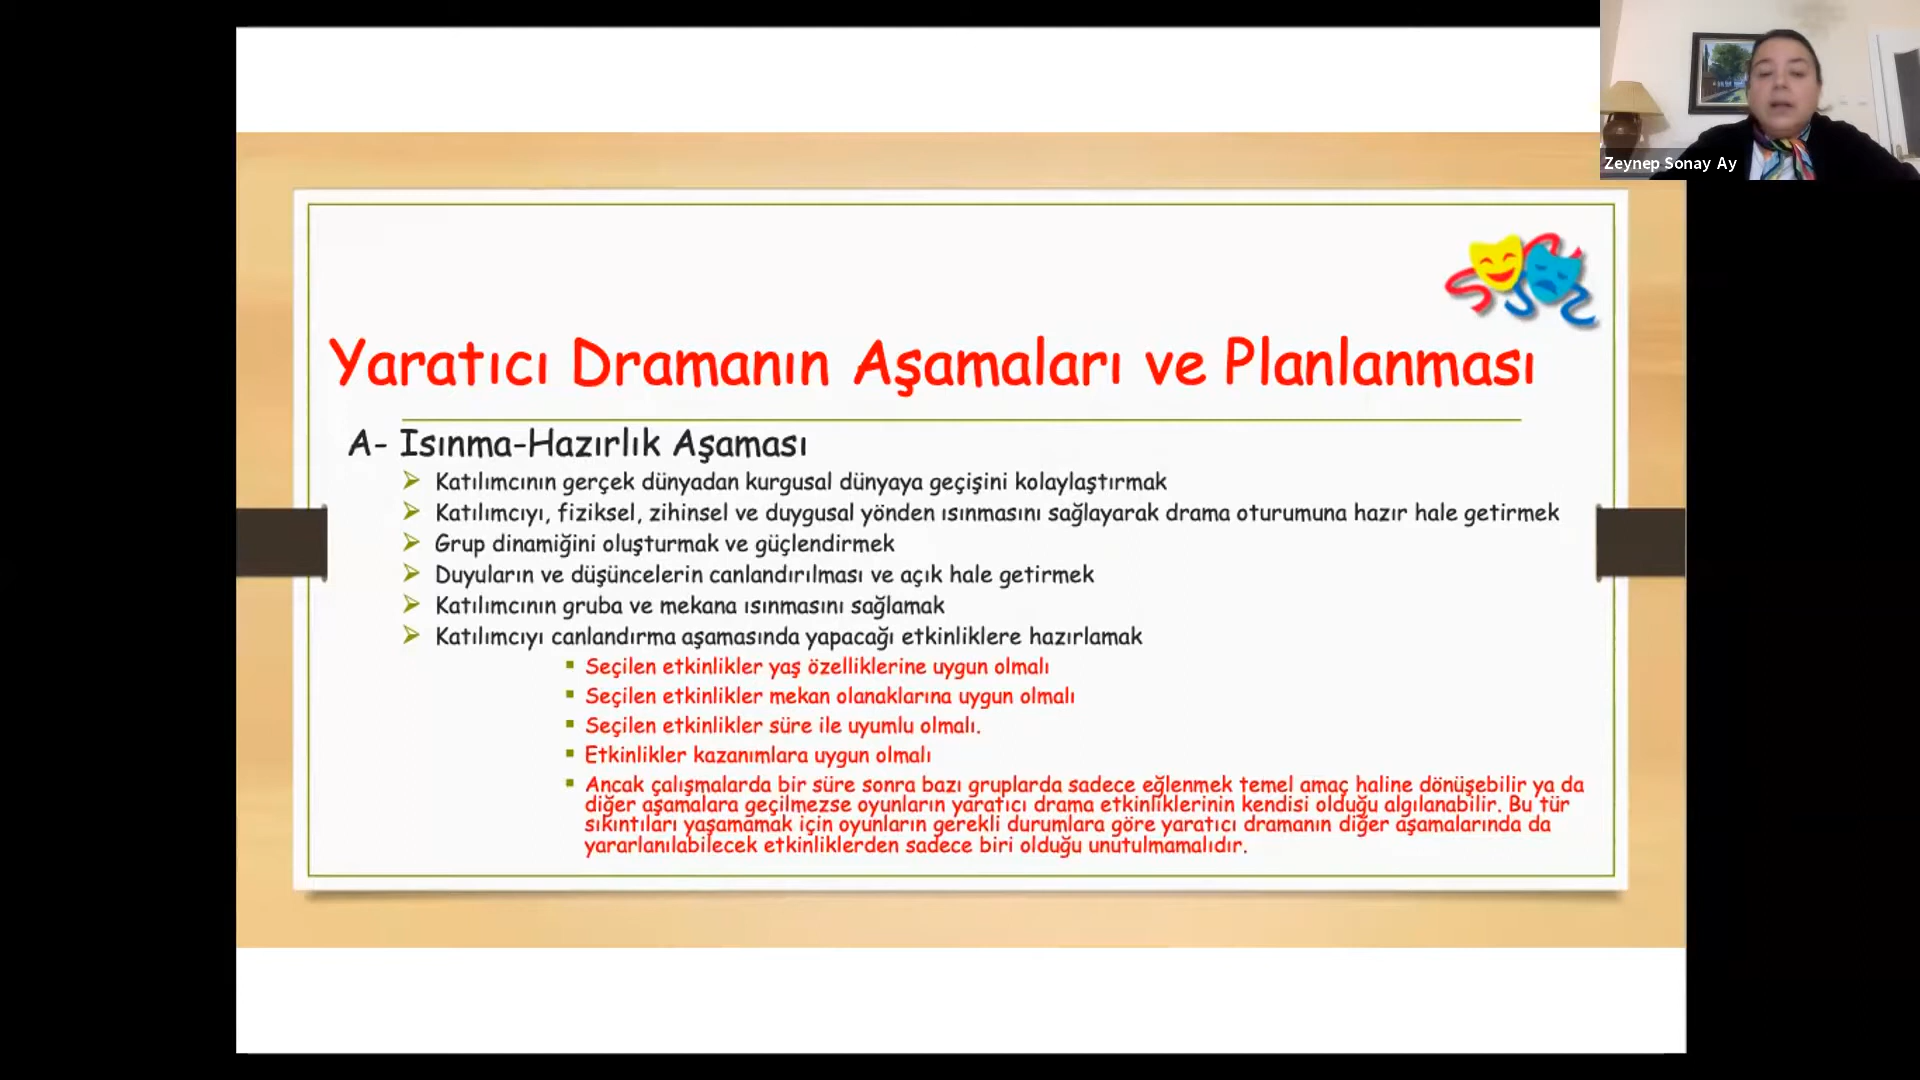 Zeynep Sonay Ay
Yaratıcı Dramanın Aşamaları ve Planlanması
A- Isınma-Hazırlık Aşaması
Katılımcının gerçek dünyadan kurgusal dünyaya geçişini kolaylaştırmak
Katılımcıyı, fiziksel, zihinsel ve duygusal yönden ısınmasını sağlayarak drama oturumuna hazır hale getirmek
Grup dinamiğini oluşturmak ve güçlendirmek
Duyuların ve düşüncelerin canlandırılması ve açık hale getirmek
Katılımcının gruba ve mekana ısınmasını sağlamak
Katılımcıyı canlandırma aşamasında yapacağı etkinliklere hazırlamak
Seçilen etkinlikler yaş özelliklerine uygun olmalı
Seçilen etkinlikler mekan olanaklarına uygun olmalı
Seçilen etkinlikler süre ile uyumlu olmalı.
Etkinlikler kazanımlara uygun olmalı
Ancak çalışmalarda bir süre sonra bazı gruplarda sadece eğlenmek temel amaç haline dönüşebilir ya da
diğer aşamalara geçilmezse oyunların yaratıcı drama etkinliklerinin kendisi olduğu algılanabilir. Bu tür
sıkıntıları yaşamamak için oyunların gerekli durumlara göre yaratıcı dramanın diğer aşamalarında da
yararlanılabilecek etkinliklerden sadece biri olduğu unutulmamalıdır.